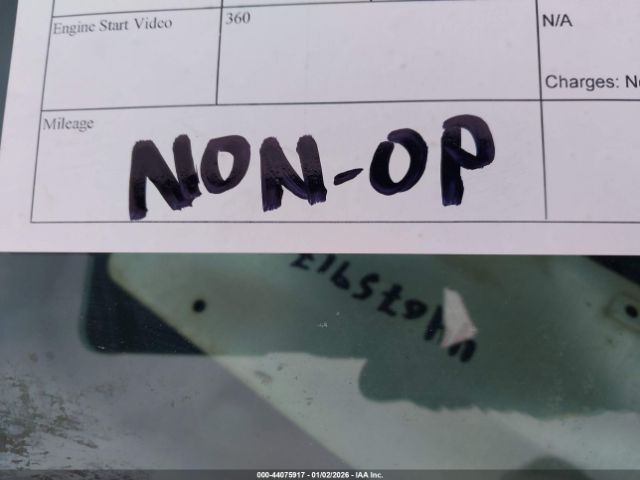 Engine Start Video
360
N/A
Charges:
Mileage
NON-OP
000-44075917 - 01/02/2026 - IAA Inc.